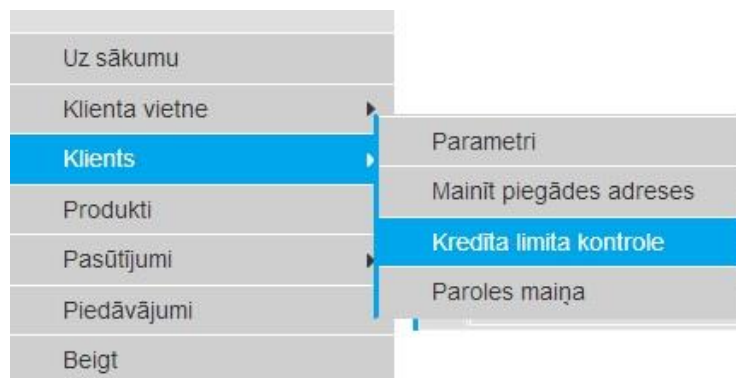 Uz sākumu
Klienta vietne
Klients
Produkti
Pasūtījumi
Piedāvājumi
Beigt
Parametri
Mainīt piegādes adreses
Kredīta limita kontrole
Paroles maiņa